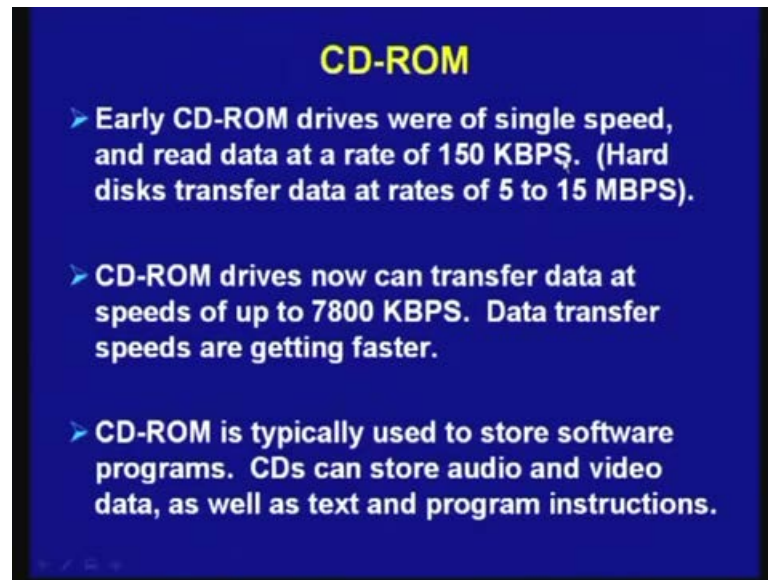 CD-ROM
➢ Early CD-ROM drives were of single speed,
and read data at a rate of 150 KBPS. (Hard
disks transfer data at rates of 5 to 15 MBPS).
➢ CD-ROM drives now can transfer data at
speeds of up to 7800 KBPS. Data transfer
speeds are getting faster.
➢ CD-ROM is typically used to store software
programs. CDs can store audio and video
data, as well as text and program instructions.